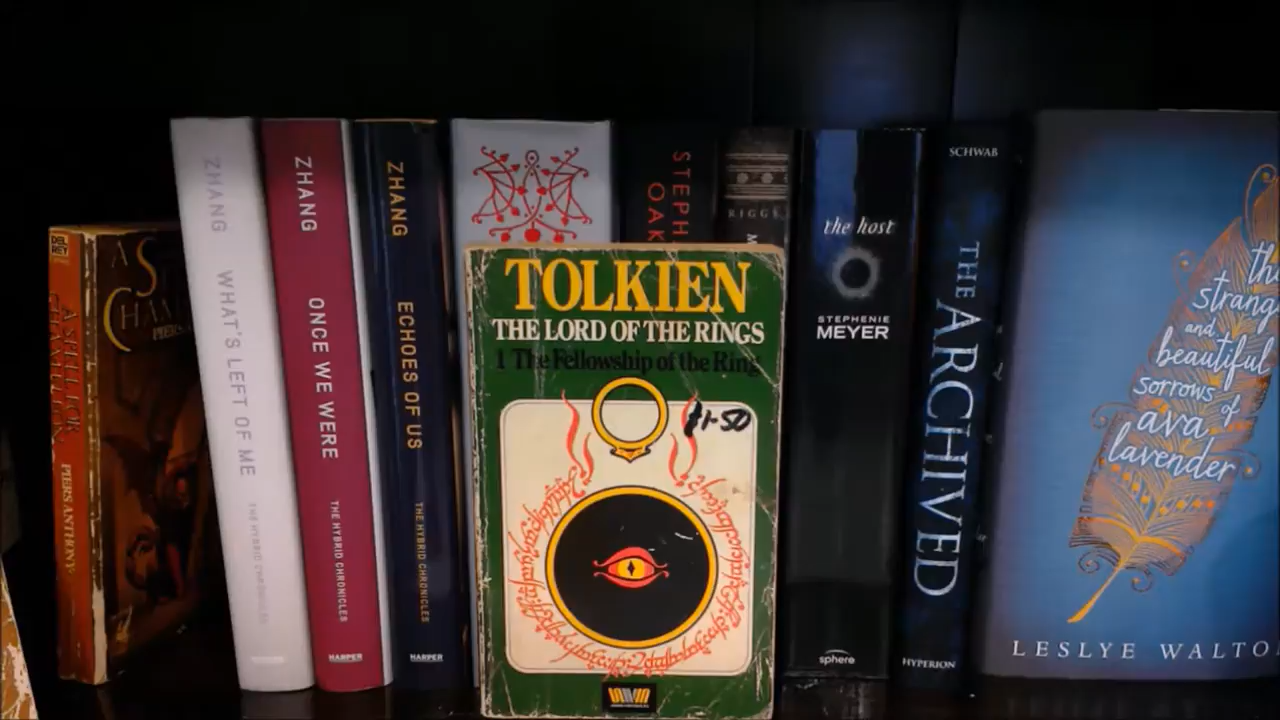 DEL
REY
A SPELL FOR
CHAMELEON
PIERS ANTHONY
A
PIERS
ZHANG
WHAT'S LEFT OF ME
THE HYBRID CHRONICLES
ZHANG
ONCE WE WERE
THE HYBRID CHRONICLES
HARPER
ZHANG
ECHOES OF US
THE HYBRID CHRONICLES
HARPER
TOLKIEN
THE LORD OF THE RINGS
1 The Fellowship of the Ring
$1.50
STEPH
OAK
RIGGS
M
the host
STEPHENIE
MEYER
sphere
SCHWAB
THE ARCHIVED
HYPERION
the
strang
and
beautiful
sorrows of
ava
lavender
LESLYE WALTO